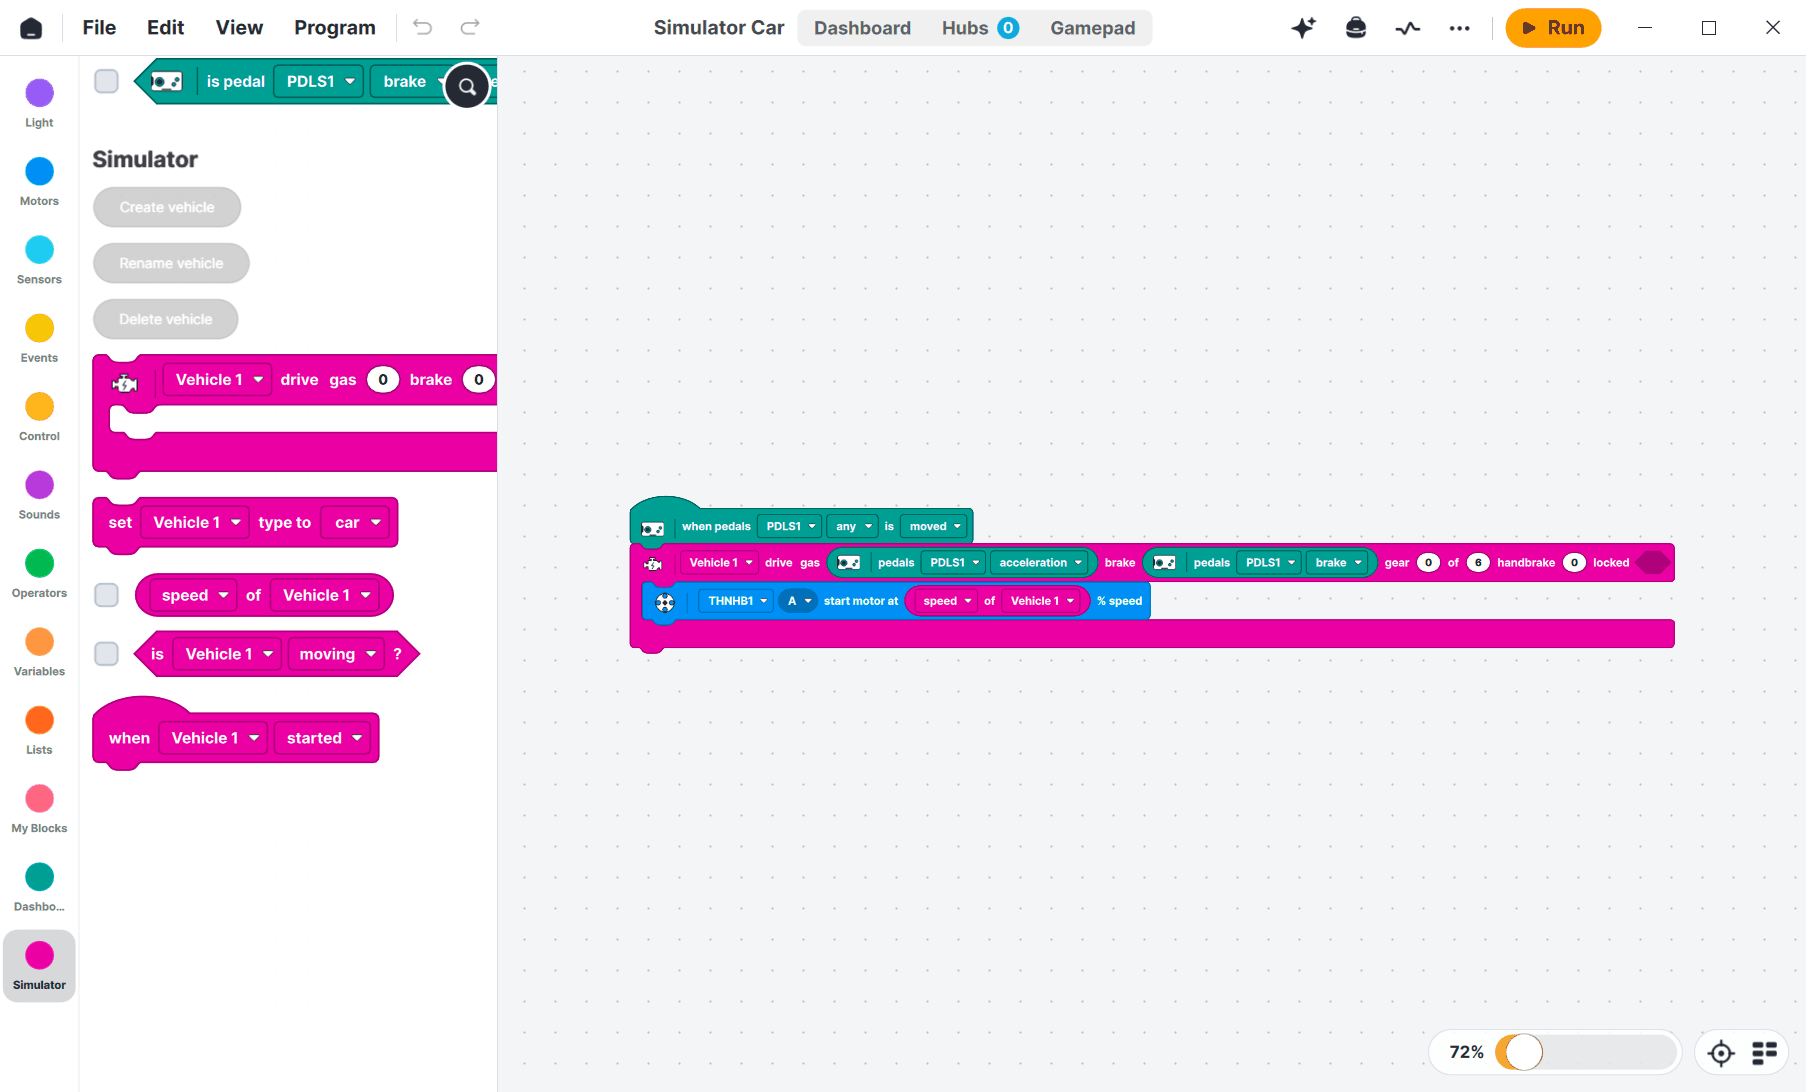 File Edit View Program Simulator Car Dashboard Hubs 0 Gamepad Run
Light
Motors
Sensors
Events
Control
Sounds
Operators
Variables
Lists
My Blocks
Dashbo...
Simulator
is pedal PDLS1 brake
Simulator
Create vehicle
Rename vehicle
Delete vehicle
Vehicle 1 drive gas 0 brake 0
set Vehicle 1 type to car
speed of Vehicle 1
is Vehicle 1 moving ?
when Vehicle 1 started
when pedals PDLS1 any is moved
Vehicle 1 drive gas pedals PDLS1 acceleration brake pedals PDLS1 brake gear 0 of 6 handbrake 0 locked
THNHB1 A start motor at speed of Vehicle 1 % speed
72%